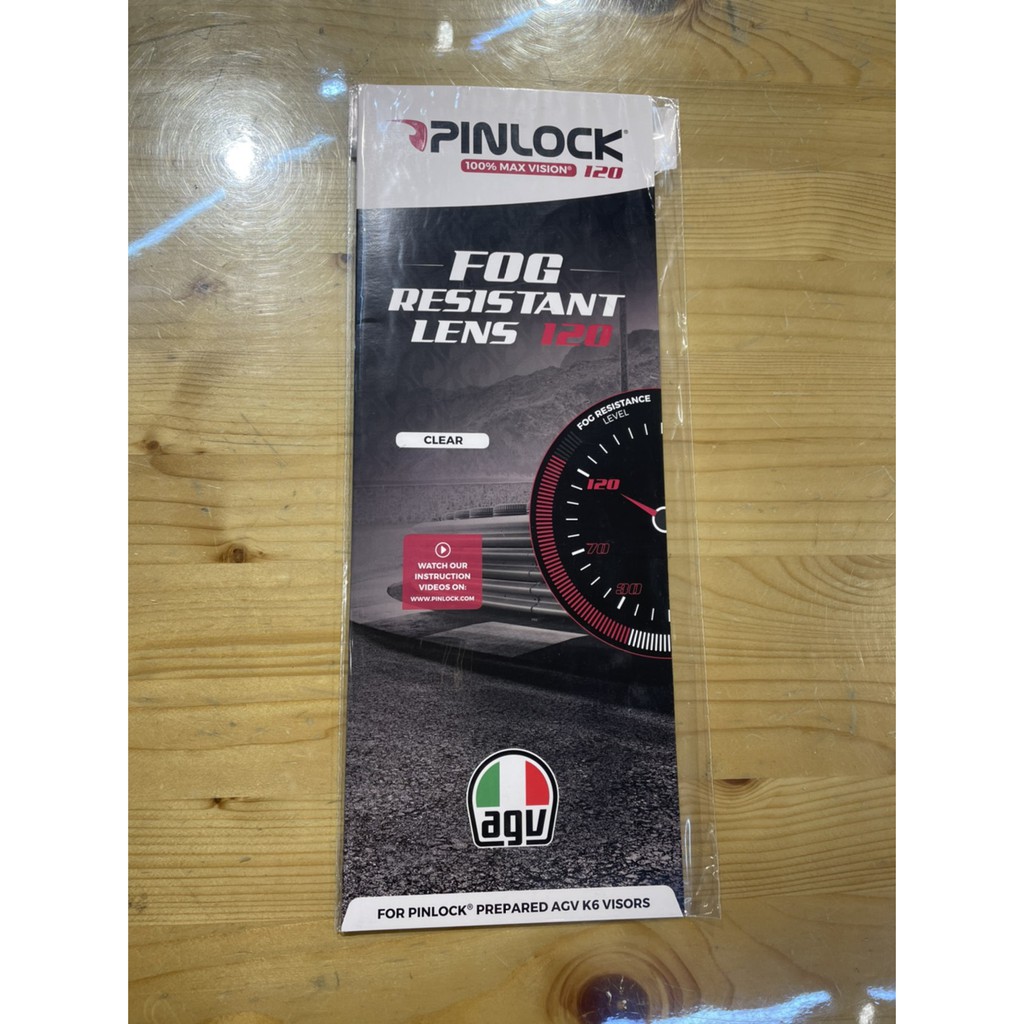 PINLOCK®
100% MAX VISION® 120
FOG
RESISTANT
LENS 120
FOG RESISTANCE
LEVEL
CLEAR
120
70
30
WATCH OUR
INSTRUCTION
VIDEOS ON:
WWW.PINLOCK.COM
agv
FOR PINLOCK® PREPARED AGV K6 VISORS